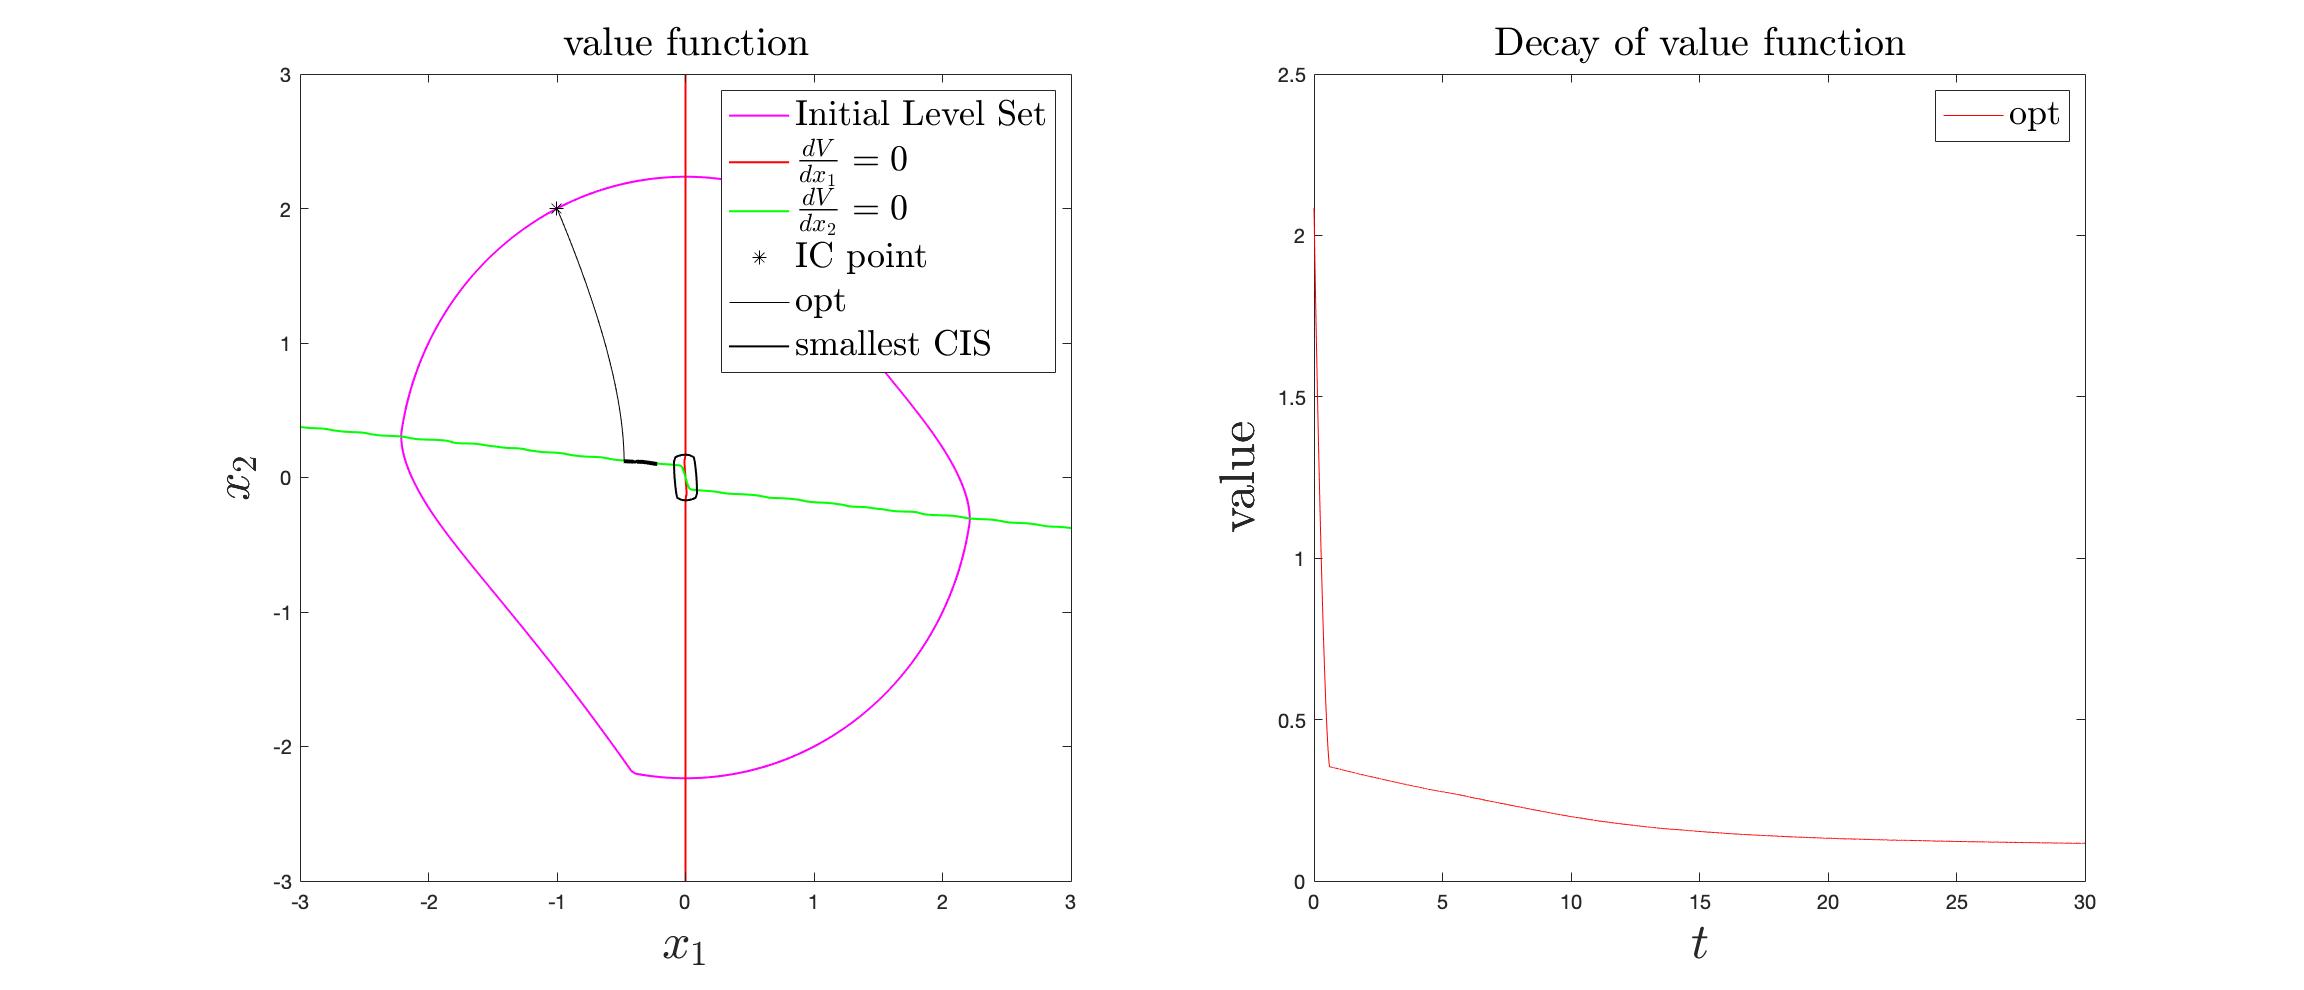 value function
3
2
1
0
-1
-2
-3
x₂
-3 -2 -1 0 1 2 3
x₁
Initial Level Set
dV/dx₁ = 0
dV/dx₂ = 0
IC point
opt
smallest CIS
Decay of value function
2.5
2
1.5
1
0.5
0
value
0 5 10 15 20 25 30
t
opt